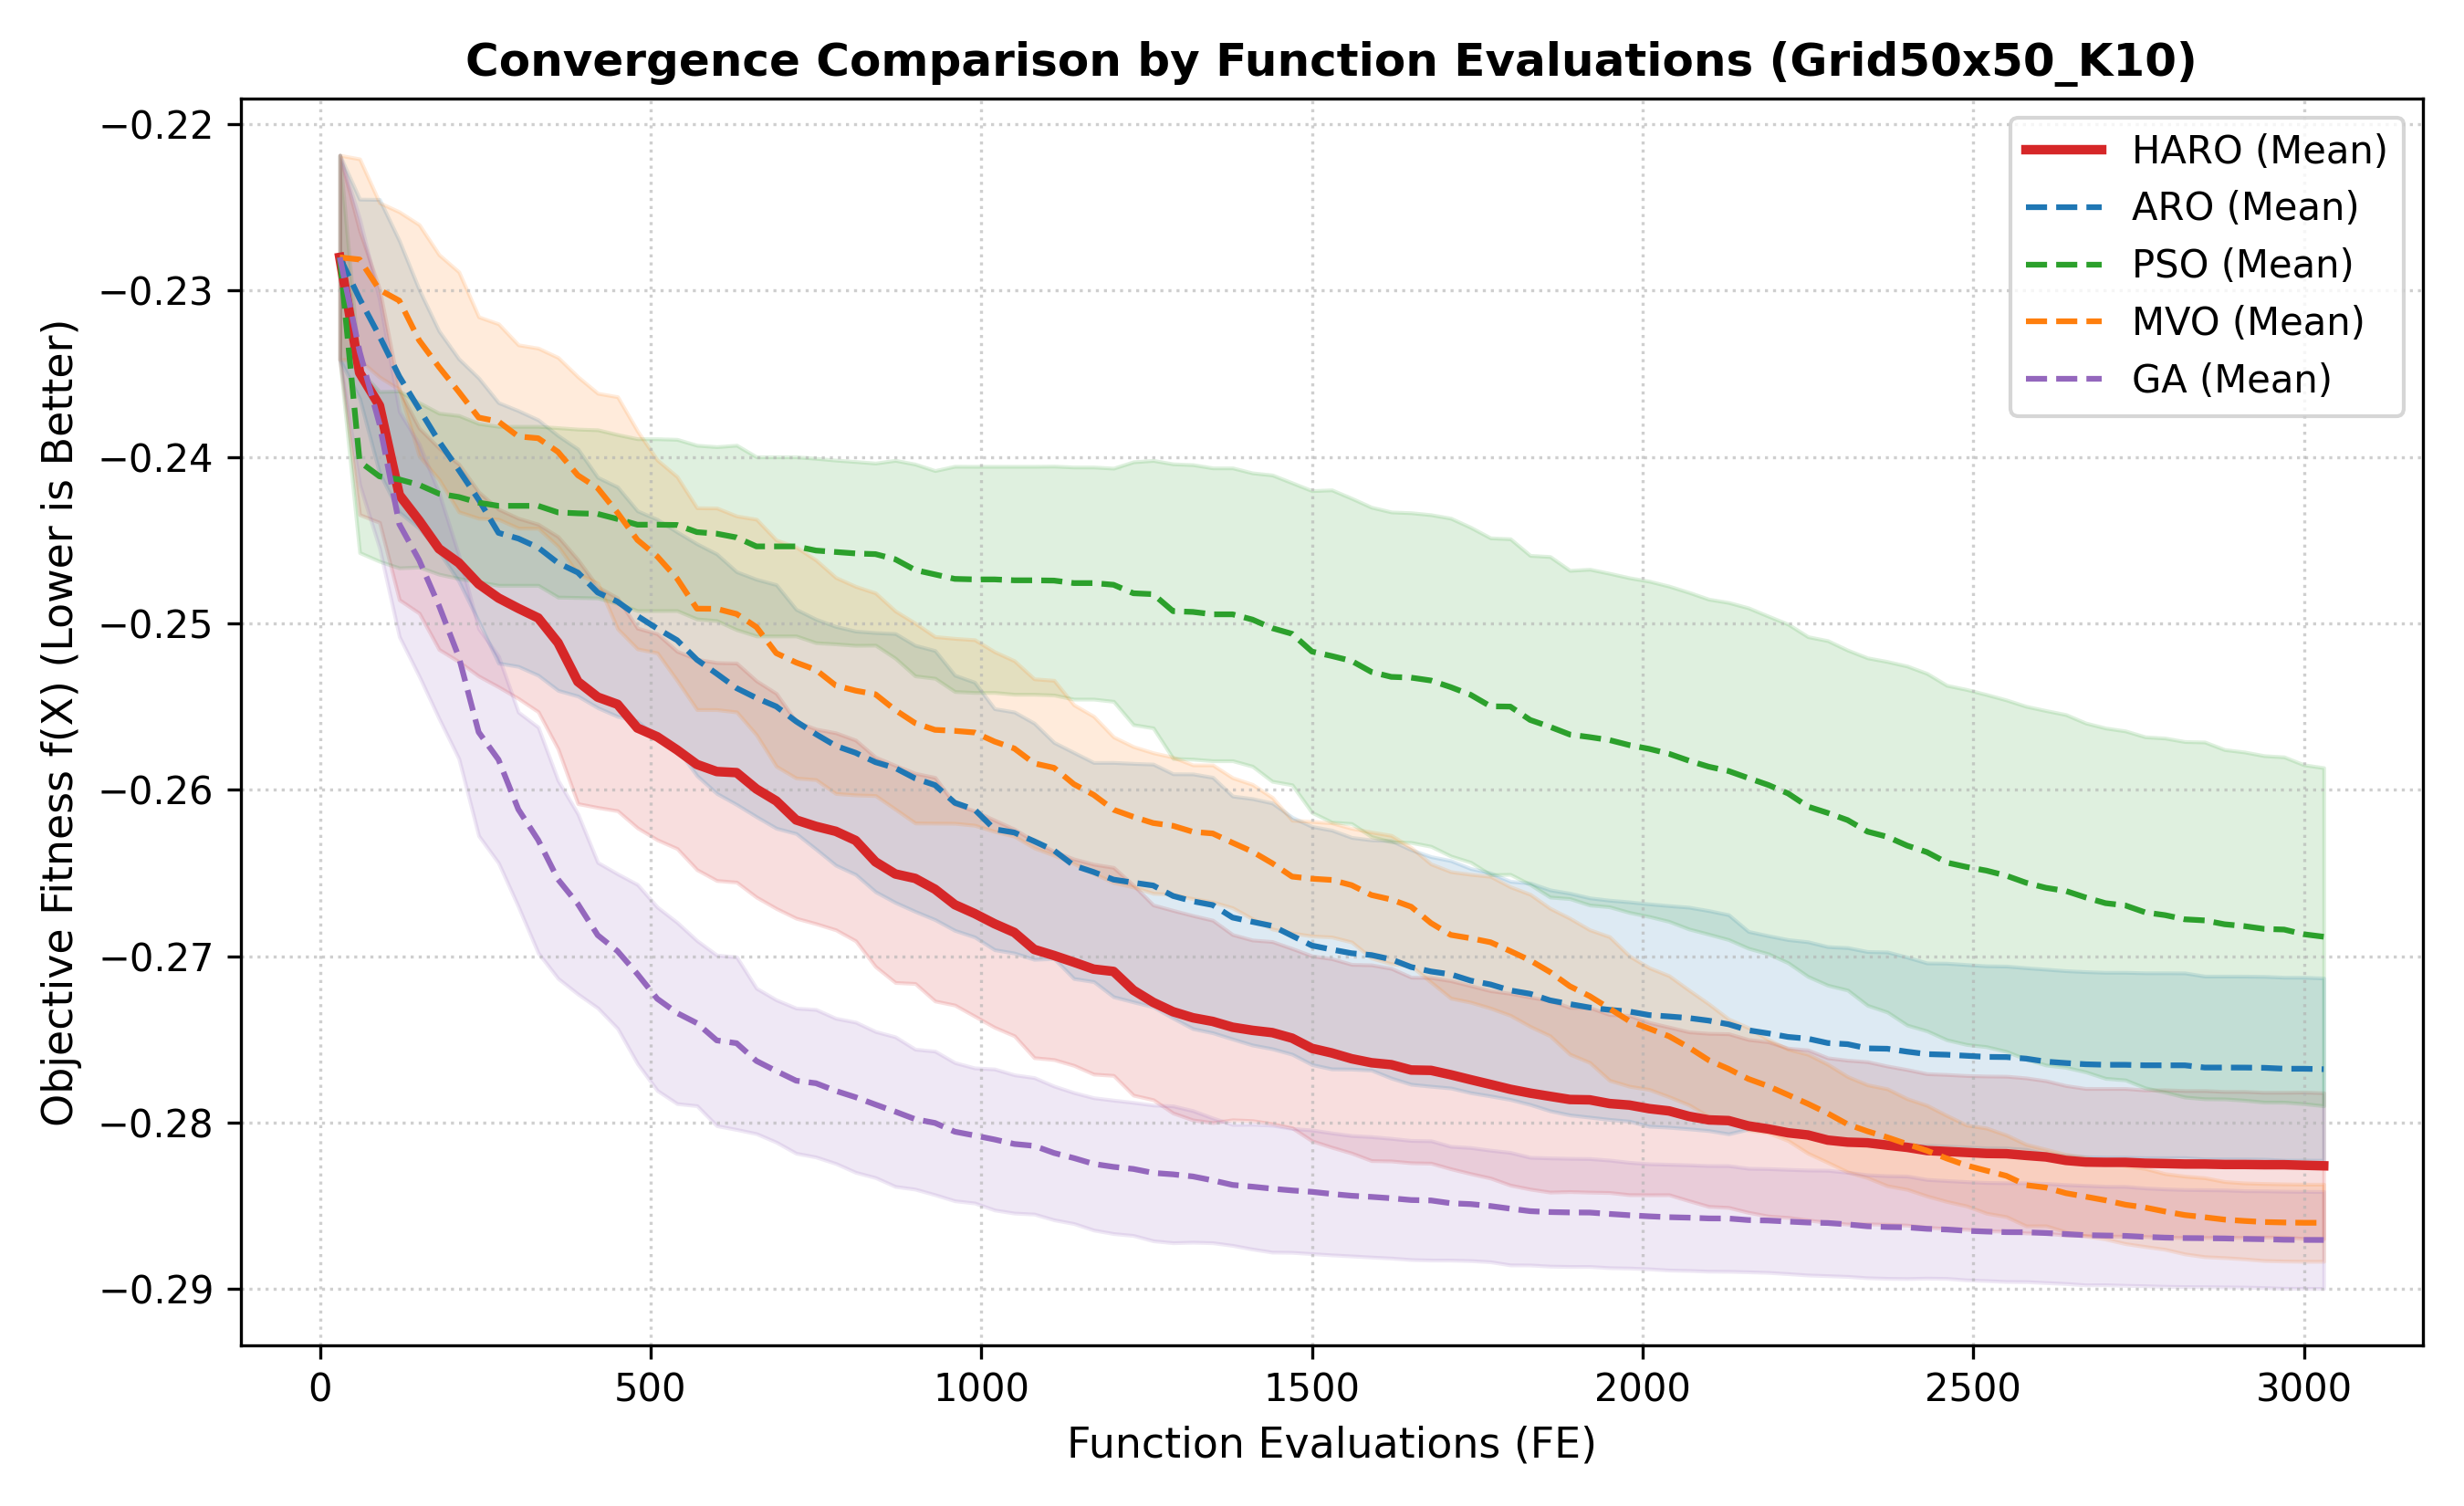 Convergence Comparison by Function Evaluations (Grid50x50_K10)
Objective Fitness f(X) (Lower is Better)
−0.22
−0.23
−0.24
−0.25
−0.26
−0.27
−0.28
−0.29
HARO (Mean)
ARO (Mean)
PSO (Mean)
MVO (Mean)
GA (Mean)
0 500 1000 1500 2000 2500 3000
Function Evaluations (FE)